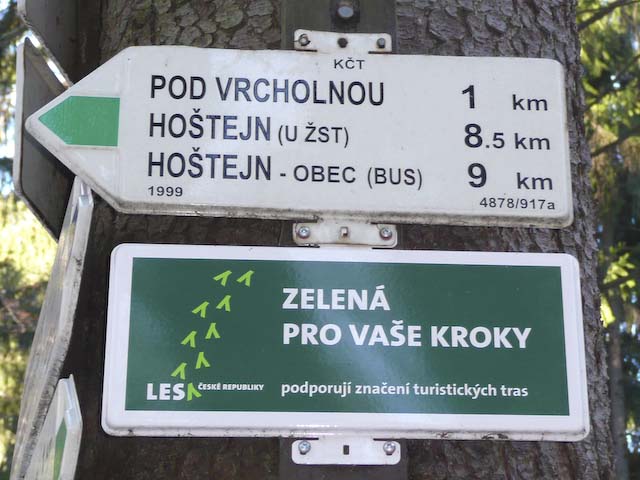 KČT
POD VRCHOLNOU 1 km
HOŠTEJN (U ŽST) 8.5 km
HOŠTEJN - OBEC (BUS) 9 km
1999 4878/917a
ZELENÁ
PRO VAŠE KROKY
LESY ČESKÉ REPUBLIKY podporují značení turistických tras